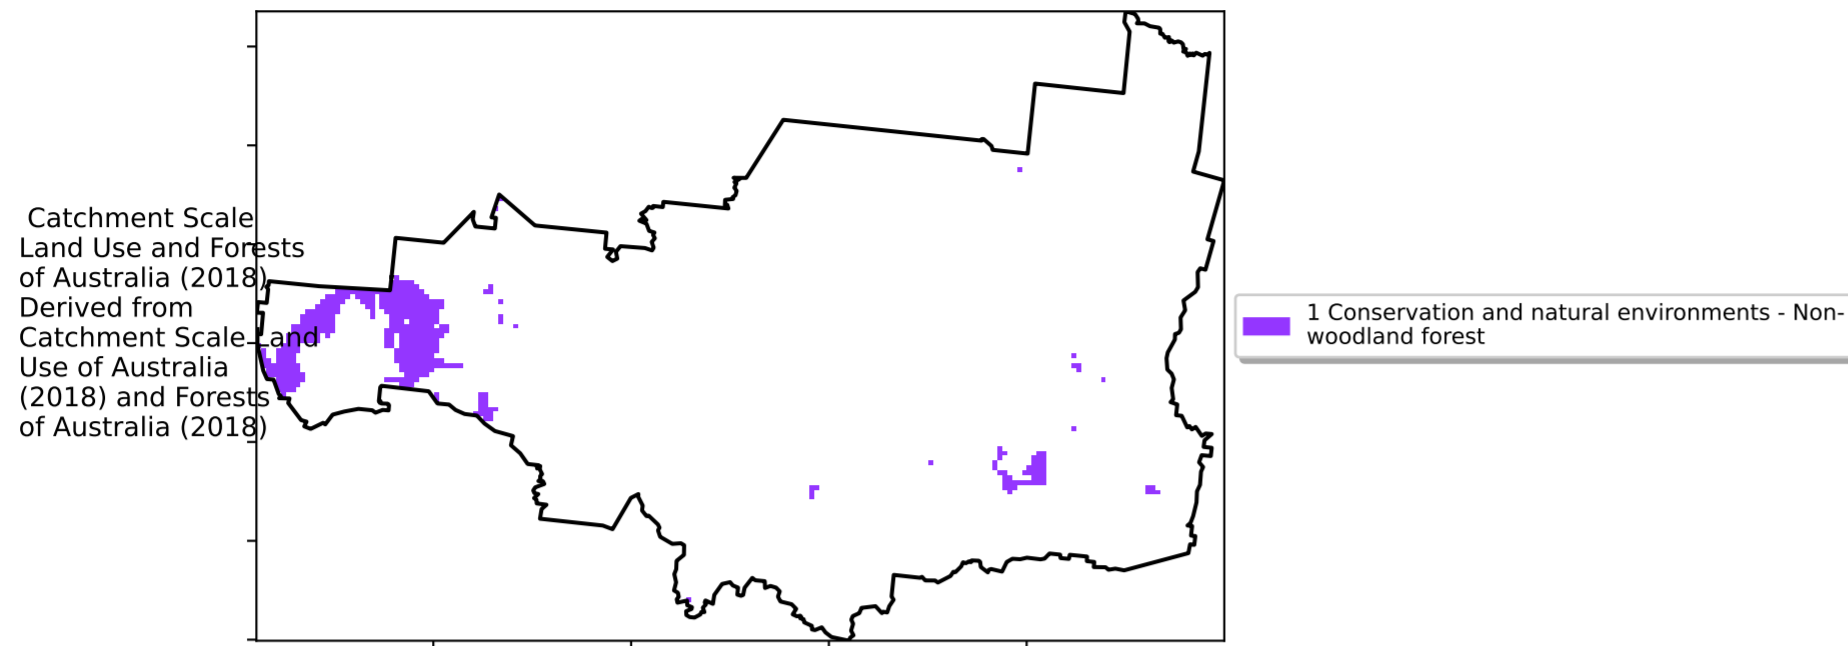 Catchment Scale
Land Use and Forests
of Australia (2018)
Derived from
Catchment Scale Land
Use of Australia
(2018) and Forests
of Australia (2018)
1 Conservation and natural environments - Non-
woodland forest